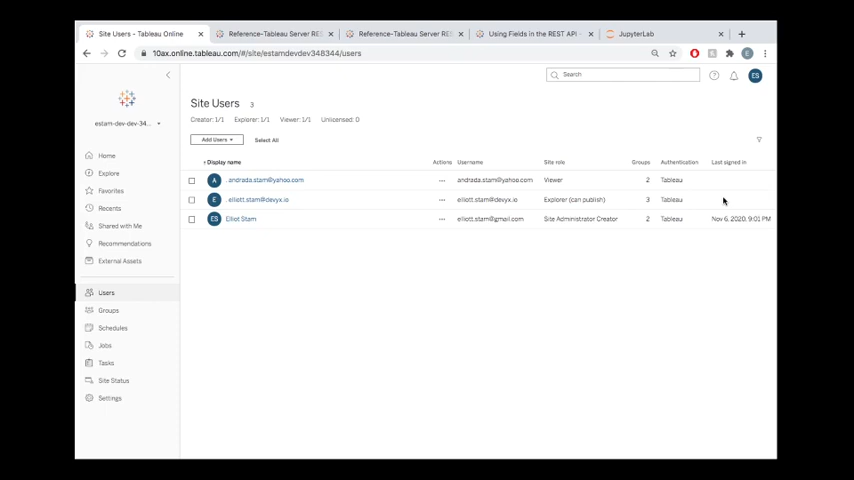 Site Users - Tableau Online
Reference-Tableau Server RES
Reference-Tableau Server RES
Using Fields in the REST API -
JupyterLab
10ax.online.tableau.com/#/site/estamdevdev348344/users
E
Search
ES
estam-dev-dev-34...
Home
Explore
Favorites
Recents
Shared with Me
Recommendations
External Assets
Users
Groups
Schedules
Jobs
Tasks
Site Status
Settings
Site Users 3
Creator: 1/1 Explorer: 1/1 Viewer: 1/1 Unlicensed: 0
Add Users Select All
↑ Display name Actions Username Site role Groups Authentication Last signed in
A andrada.stam@yahoo.com ... andrada.stam@yahoo.com Viewer 2 Tableau
E elliott.stam@devyx.io ... elliott.stam@devyx.io Explorer (can publish) 3 Tableau
ES Elliot Stam ... elliott.stam@gmail.com Site Administrator Creator 2 Tableau Nov 6, 2020, 9:01 PM